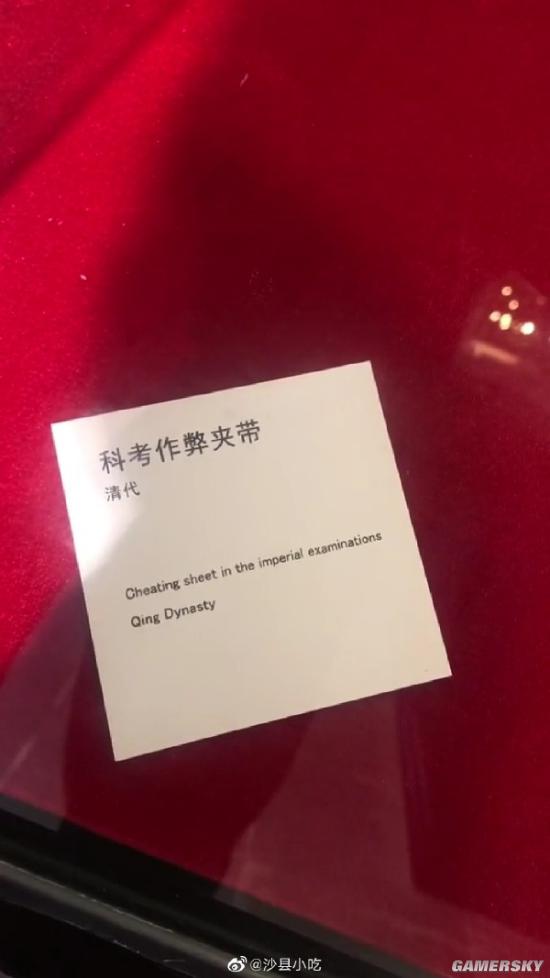 科考作弊夹带
清代
Cheating sheet in the imperial examinations
Qing Dynasty
@沙县小吃
GAMERSKY